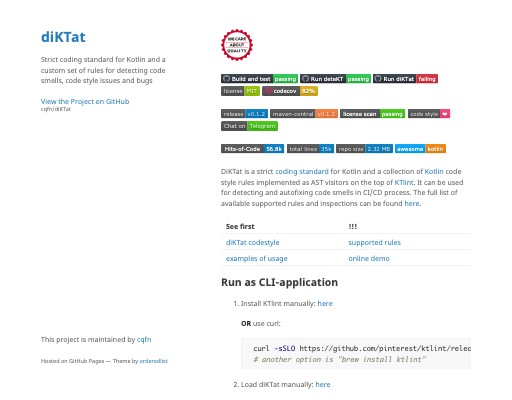 diKTat
Strict coding standard for Kotlin and a
custom set of rules for detecting code
smells, code style issues and bugs
View the Project on GitHub
cqfn/diKTat
WE CARE
ABOUT
QUALITY
Build and test passing Run deteKT passing Run diKTat failing
license MIT codecov 82%
release v0.1.2 maven-central v0.1.2 license scan passing code style ❤
Chat on Telegram
Hits-of-Code 56.8k total lines 35k repo size 2.32 MB awesome kotlin
DiKTat is a strict coding standard for Kotlin and a collection of Kotlin code
style rules implemented as AST visitors on the top of KTlint. It can be used
for detecting and autofixing code smells in CI/CD process. The full list of
available supported rules and inspections can be found here.
See first !!!
diKTat codestyle supported rules
examples of usage online demo
Run as CLI-application
1. Install KTlint manually: here
OR use curl:
curl -sSLO https://github.com/pinterest/ktlint/relea
# another option is "brew install ktlint"
2. Load diKTat manually: here
This project is maintained by cqfn
Hosted on GitHub Pages — Theme by orderedlist